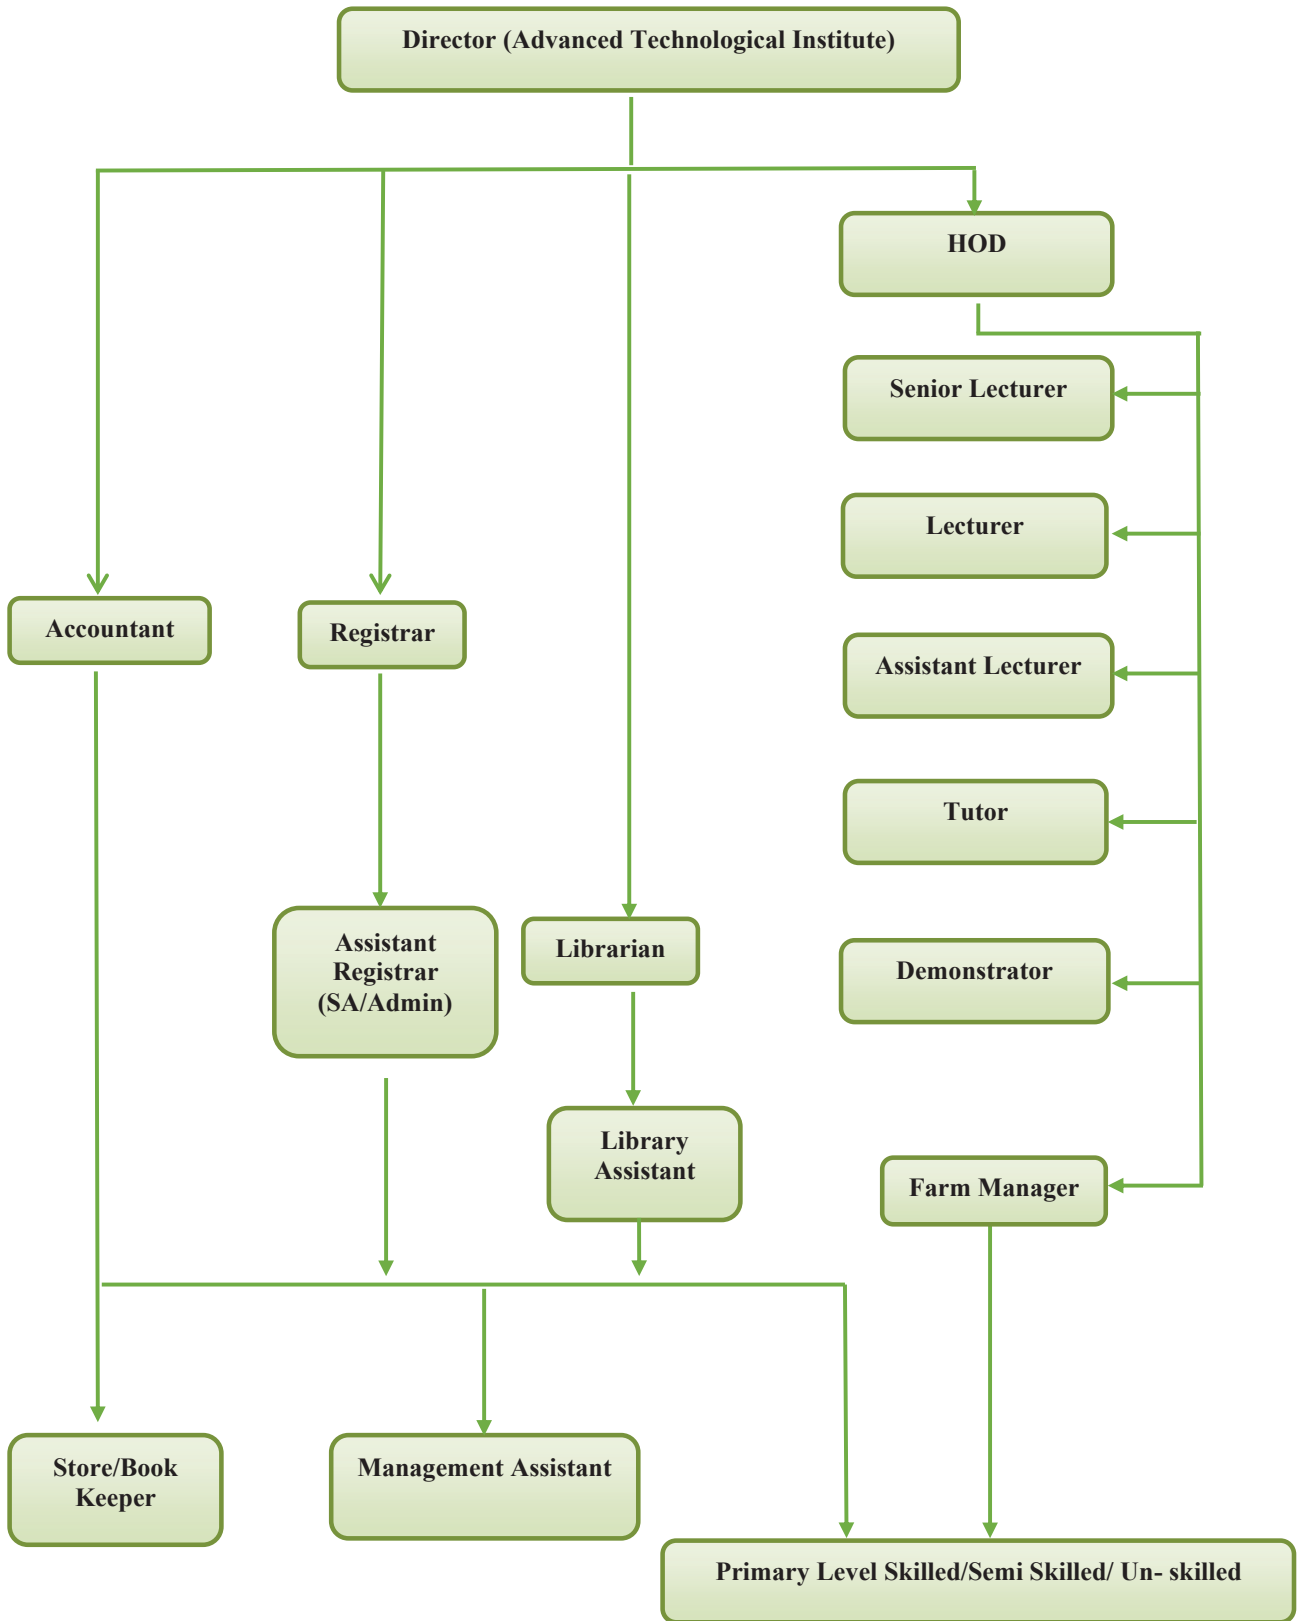 Director (Advanced Technological Institute)
HOD
Senior Lecturer
Lecturer
Accountant
Registrar
Assistant Lecturer
Tutor
Assistant
Registrar
(SA/Admin)
Librarian
Demonstrator
Library
Assistant
Farm Manager
Store/Book
Keeper
Management Assistant
Primary Level Skilled/Semi Skilled/ Un- skilled